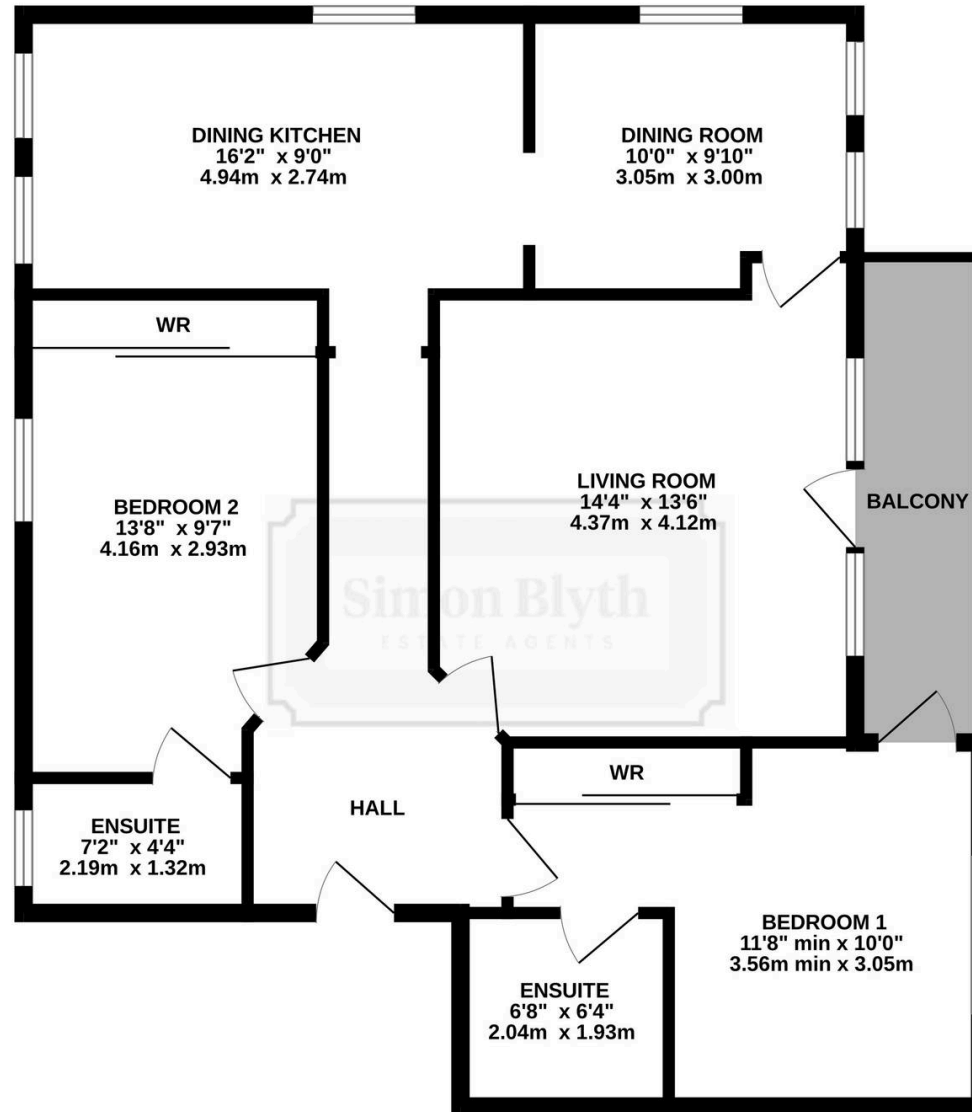 DINING KITCHEN
16'2" x 9'0"
4.94m x 2.74m
DINING ROOM
10'0" x 9'10"
3.05m x 3.00m
WR
BEDROOM 2
13'8" x 9'7"
4.16m x 2.93m
LIVING ROOM
14'4" x 13'6"
4.37m x 4.12m
BALCONY
Simon Blyth
ESTATE AGENTS
HALL
WR
ENSUITE
7'2" x 4'4"
2.19m x 1.32m
BEDROOM 1
11'8" min x 10'0"
3.56m min x 3.05m
ENSUITE
6'8" x 6'4"
2.04m x 1.93m